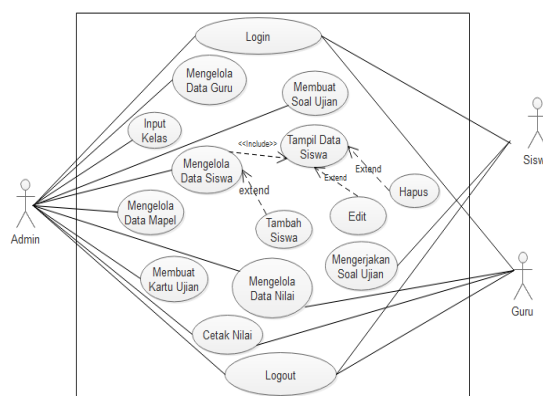 Login
Mengelola
Data Guru
Membuat
Soal Ujian
Input
Kelas
<<Include>>
Tampil Data
Siswa
Mengelola
Data Siswa
Extend
Extend
Hapus
extend
Edit
Admin
Mengelola
Data Mapel
Tambah
Siswa
Mengerjakan
Soal Ujian
Membuat
Kartu Ujian
Mengelola
Data Nilai
Cetak Nilai
Logout
Sisw
Guru